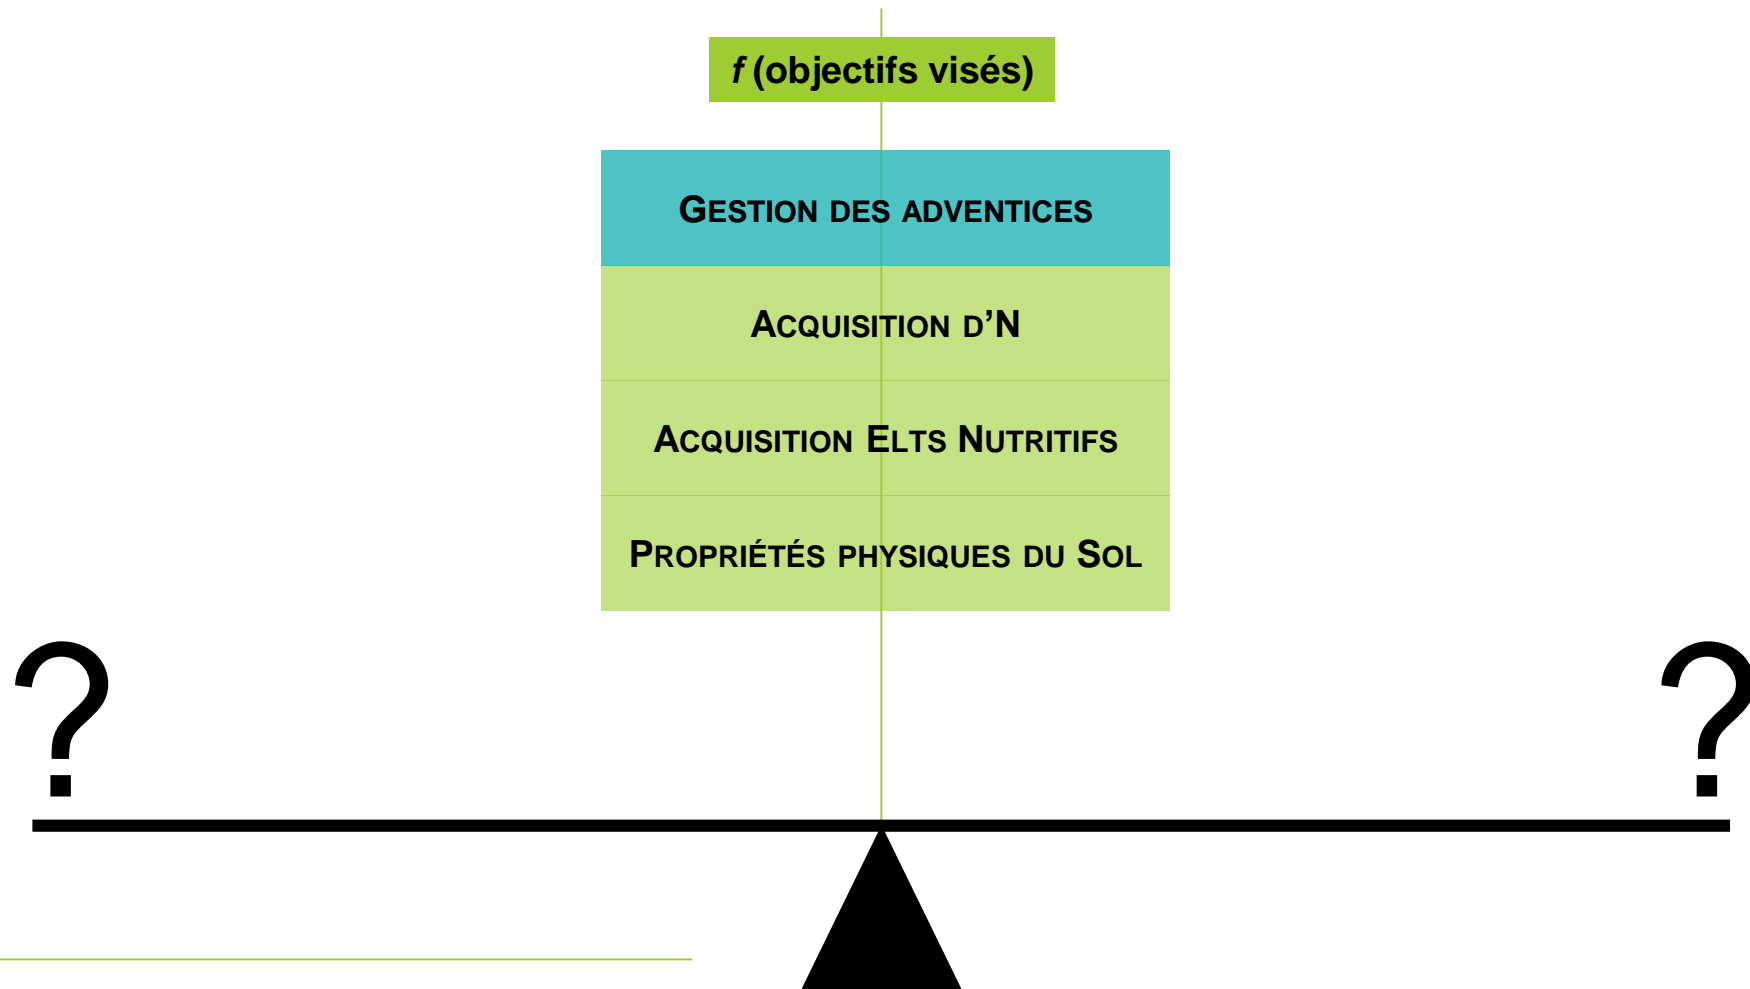 f (objectifs visés)
GESTION DES ADVENTICES
ACQUISITION D’N
ACQUISITION ELTS NUTRITIFS
PROPRIÉTÉS PHYSIQUES DU SOL
? ?